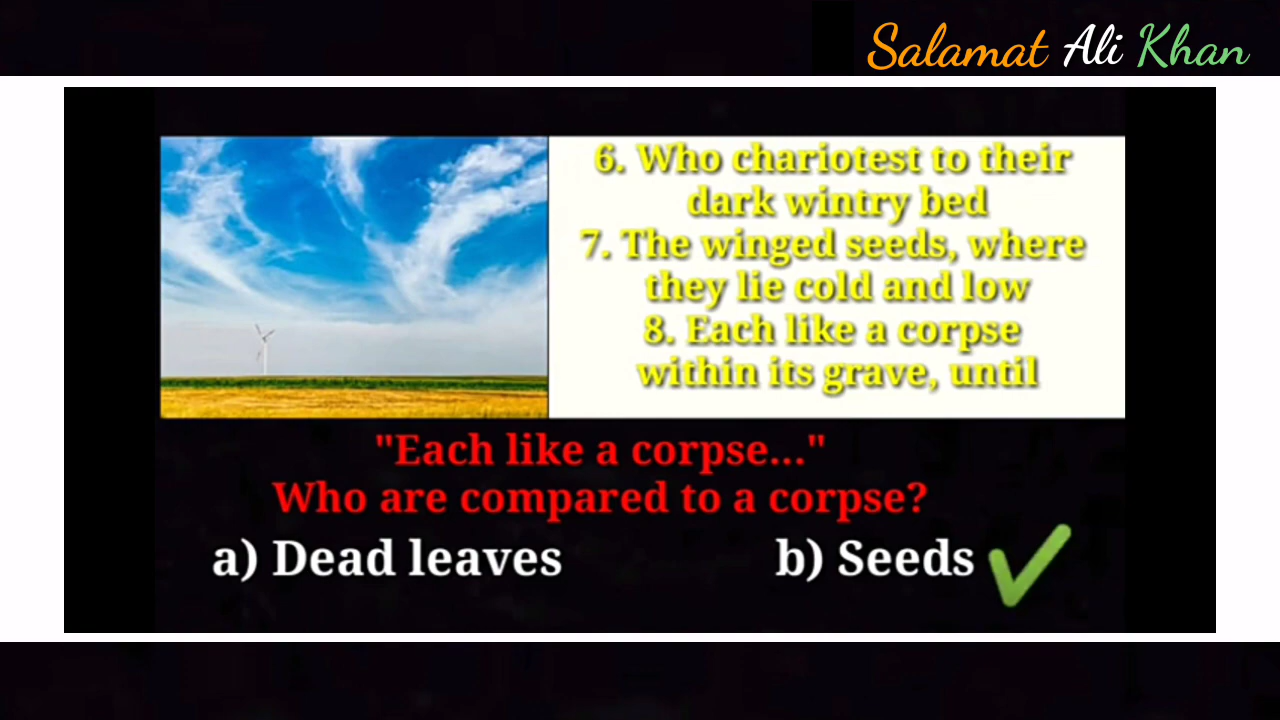 Salamat Ali Khan
6. Who chariotest to their
dark wintry bed
7. The winged seeds, where
they lie cold and low
8. Each like a corpse
within its grave, until
"Each like a corpse..."
Who are compared to a corpse?
a) Dead leaves b) Seeds